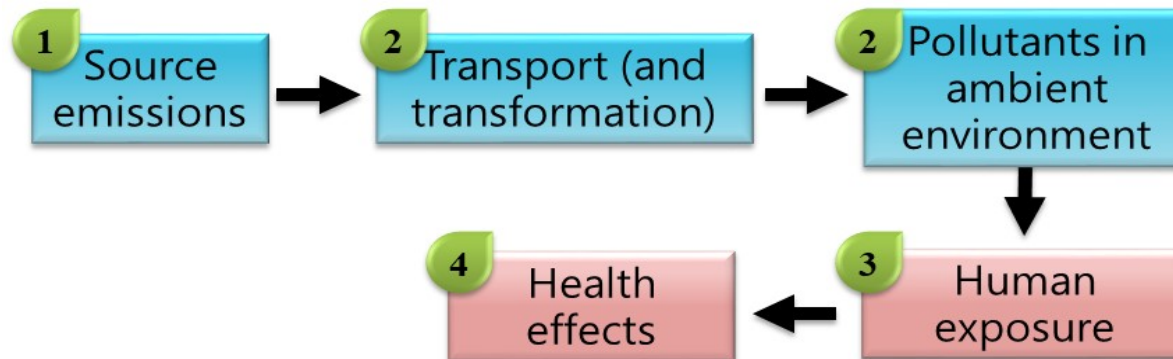 1
Source
emissions
2
Transport (and
transformation)
2
Pollutants in
ambient
environment
3
Human
exposure
4
Health
effects